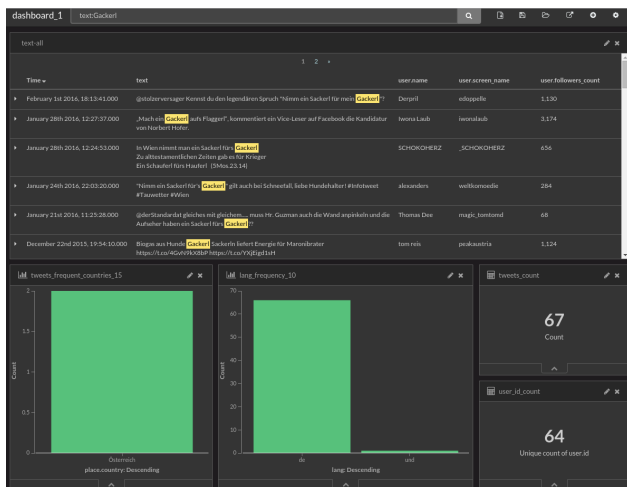 dashboard_1 text:Gackerl
text-all
1 2 »
Time text user.name user.screen_name user.followers_count
February 1st 2016, 18:13:41.000 @stolzerversager Kennst du den legendären Spruch "Nimm ein Sackerl für mein Gackerl"? Derpril edoppelle 1,130
January 28th 2016, 12:27:37.000 „Mach ein Gackerl aufs Flaggerl“, kommentiert ein Vice-Leser auf Facebook die Kandidatur Iwona Laub iwonalaub 3,174
von Norbert Hofer.
January 28th 2016, 12:24:53.000 In Wien nimmt man ein Sackerl fürs Gackerl SCHOKOHERZ _SCHOKOHERZ 656
Zu alttestamentlichen Zeiten gab es für Krieger
Ein Schauferl fürs Hauferl (5Mos.23.14)
January 24th 2016, 22:03:20.000 "Nimm ein Sackerl für's Gackerl" gilt auch bei Schneefall, liebe Hundehalter! #Infotweet alexanders weltkomoedie 284
#Tauwetter #Wien
January 21st 2016, 11:25:28.000 @derStandardat gleiches mit gleichem..... muss Hr. Guzman auch die Wand anpinkeln und die Thomas Dee magic_tomtomd 68
Aufseher haben ein Sackerl fürs Gackerl?
December 22nd 2015, 19:54:10.000 Biogas aus Hunde Gackerl Sackerln liefert Energie für Maronibrater tom reis peakaustria 1,124
tweets_frequent_countries_15
2
1.5
1
0.5
0
Count
Österreich
place.country: Descending
lang_frequency_10
70
60
50
40
30
20
10
0
Count
de und
lang: Descending
tweets_count
67
Count
user_id_count
64
Unique count of user.id